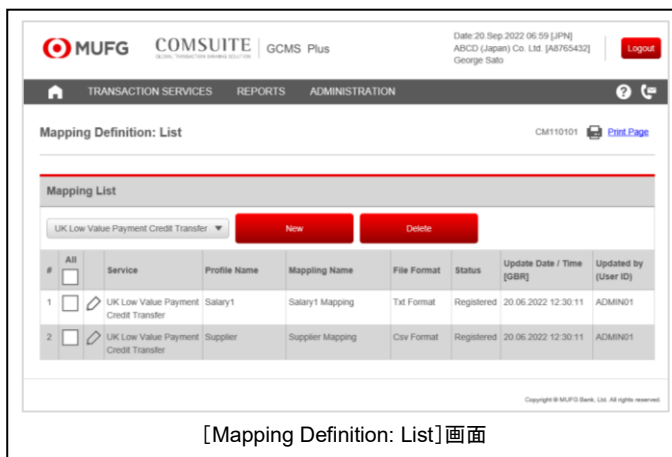 MUFG COMSUITE GCMS Plus
GLOBAL TRANSACTION BANKING SOLUTION
Date:20.Sep.2022 06:59 [JPN]
ABCD (Japan) Co. Ltd. [A8765432]
George Sato
Logout
TRANSACTION SERVICES REPORTS ADMINISTRATION
Mapping Definition: List CM110101 Print Page
Mapping List
UK Low Value Payment Credit Transfer ▼ New Delete
# All Service Profile Name Mappling Name File Format Status Update Date / Time [GBR] Updated by (User ID)
1 UK Low Value Payment Credit Transfer Salary1 Salary1 Mapping Txt Format Registered 20.06.2022 12:30:11 ADMIN01
2 UK Low Value Payment Credit Transfer Supplier Supplier Mapping Csv Format Registered 20.06.2022 12:30:11 ADMIN01
Copyright © MUFG Bank, Ltd. All rights reserved.
[Mapping Definition: List]画面